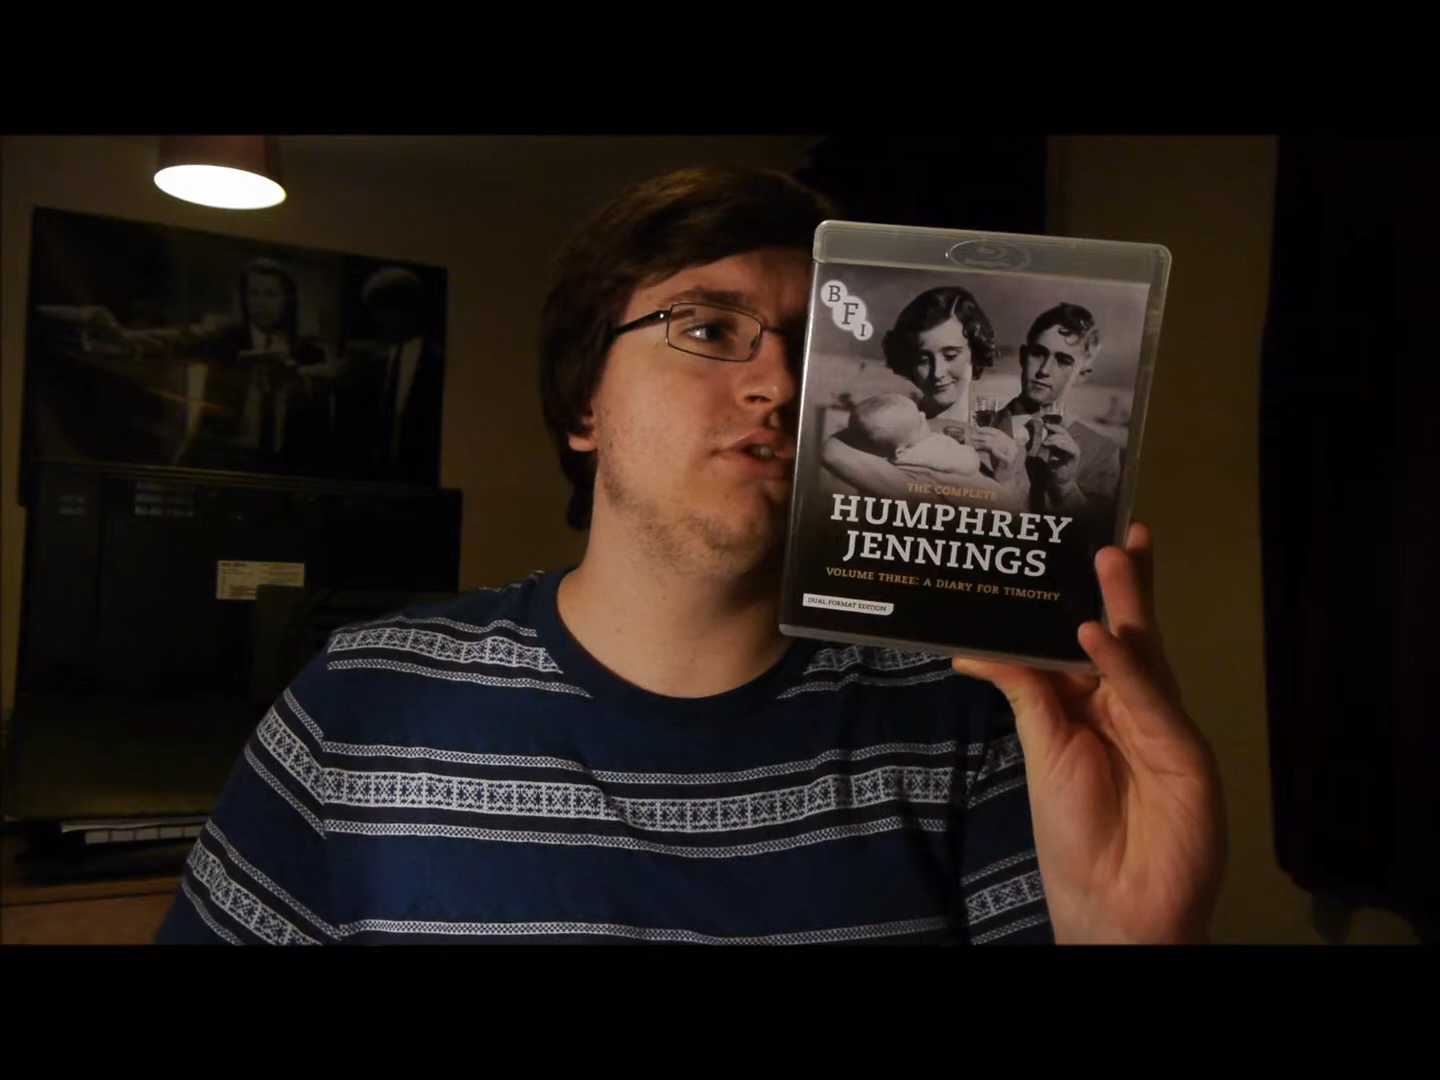 BFI
THE COMPLETE
HUMPHREY
JENNINGS
VOLUME THREE: A DIARY FOR TIMOTHY
DUAL FORMAT EDITION